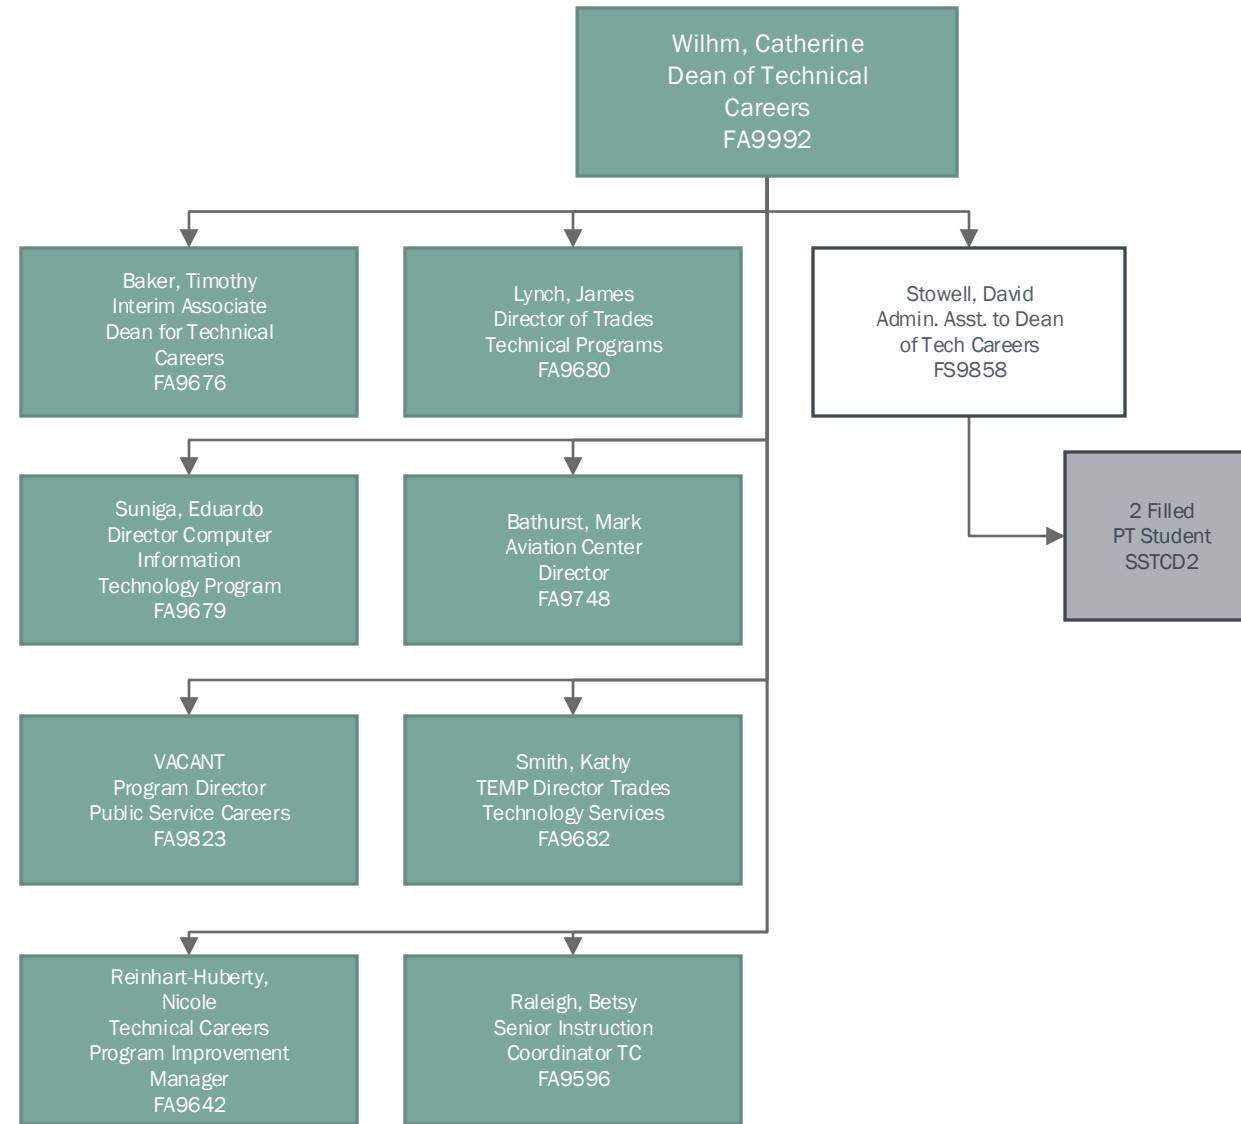 Wilhm, Catherine
Dean of Technical
Careers
FA9992
Baker, Timothy
Interim Associate
Dean for Technical
Careers
FA9676
Lynch, James
Director of Trades
Technical Programs
FA9680
Stowell, David
Admin. Asst. to Dean
of Tech Careers
FS9858
Suniga, Eduardo
Director Computer
Information
Technology Program
FA9679
Bathurst, Mark
Aviation Center
Director
FA9748
2 Filled
PT Student
SSTCD2
VACANT
Program Director
Public Service Careers
FA9823
Smith, Kathy
TEMP Director Trades
Technology Services
FA9682
Reinhart-Huberty,
Nicole
Technical Careers
Program Improvement
Manager
FA9642
Raleigh, Betsy
Senior Instruction
Coordinator TC
FA9596